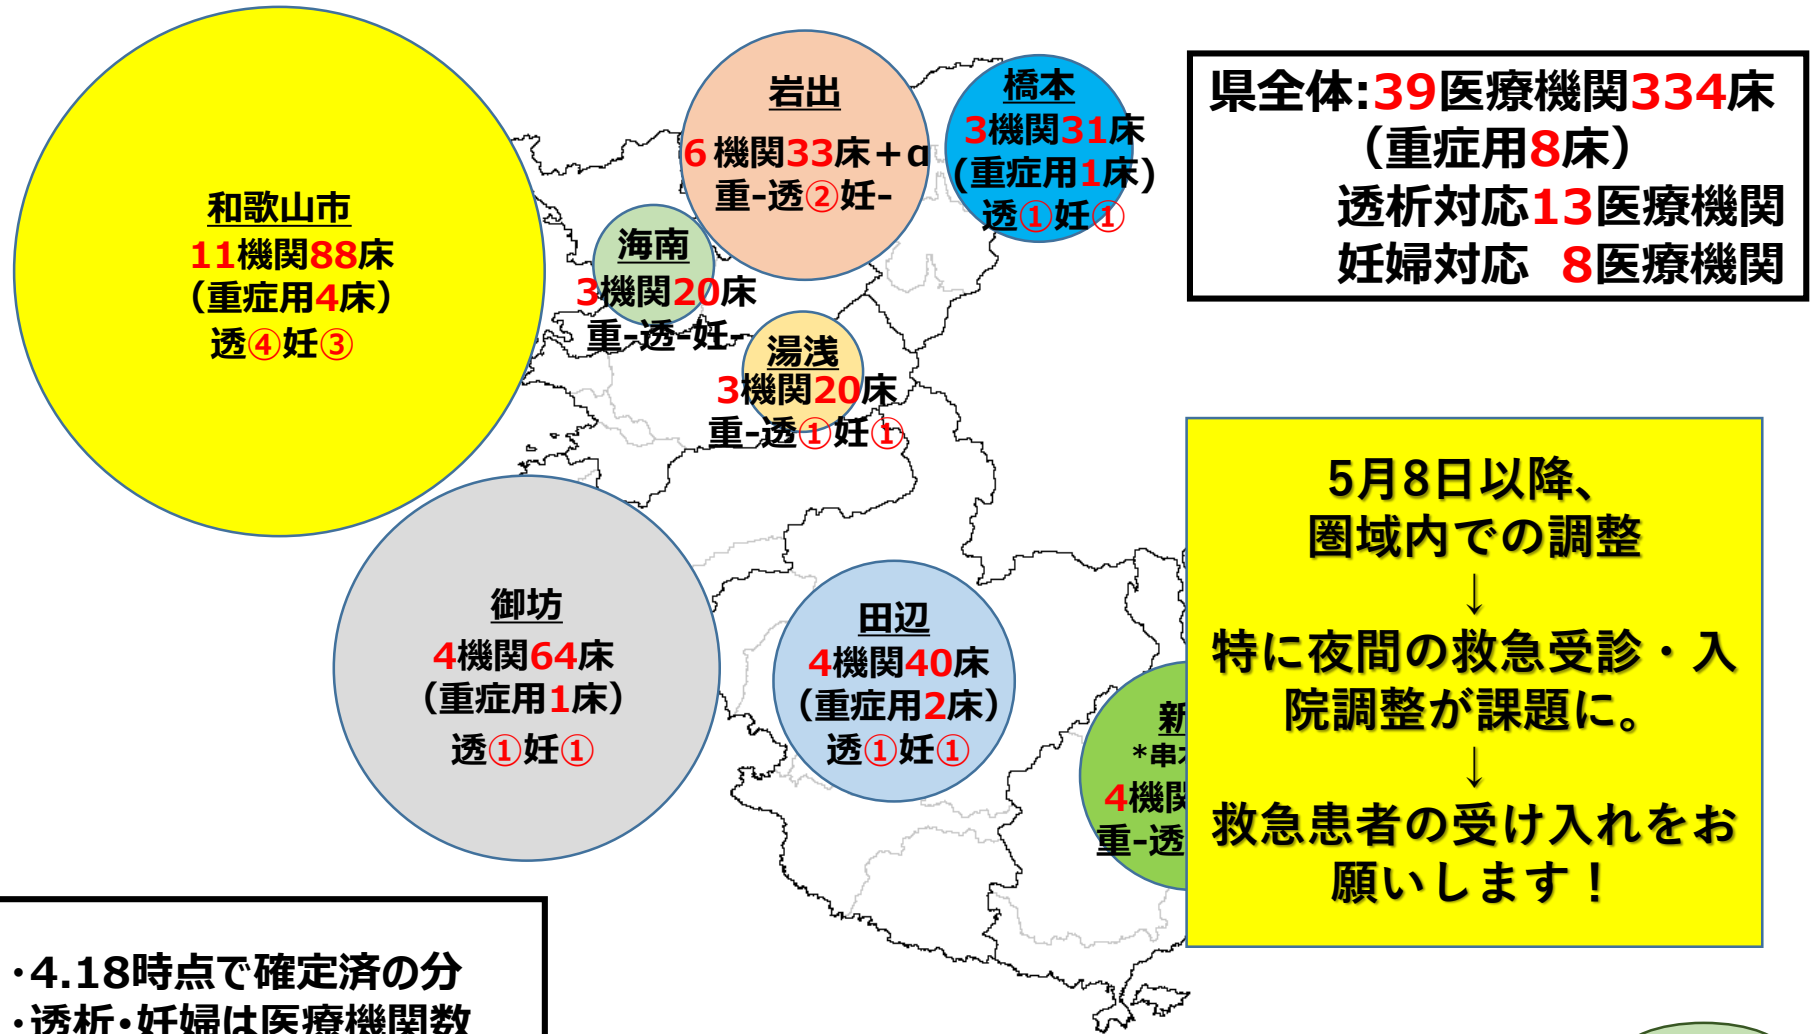 和歌山市
11機関88床
（重症用4床）
透④妊③
岩出
6機関33床＋α
重-透②妊-
橋本
3機関31床
(重症用1床)
透①妊①
海南
3機関20床
重-透-妊-
湯浅
3機関20床
重-透①妊①
御坊
4機関64床
（重症用1床）
透①妊①
田辺
4機関40床
（重症用2床）
透①妊①
新
*串
4機関
重-透
県全体:39医療機関334床
（重症用8床）
透析対応13医療機関
妊婦対応 8医療機関
5月8日以降、
圏域内での調整
↓
特に夜間の救急受診・入
院調整が課題に。
↓
救急患者の受け入れをお
願いします！
・4.18時点で確定済の分
・透析・妊婦は医療機関数